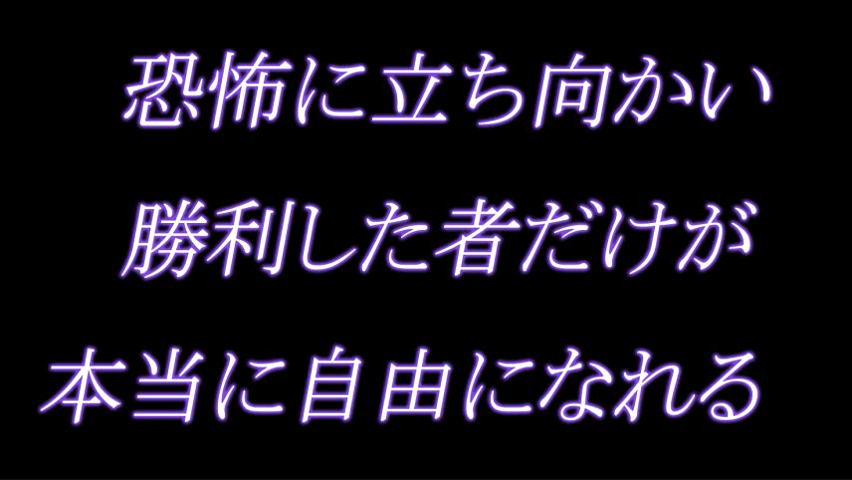 恐怖に立ち向かい
勝利した者だけが
本当に自由になれる